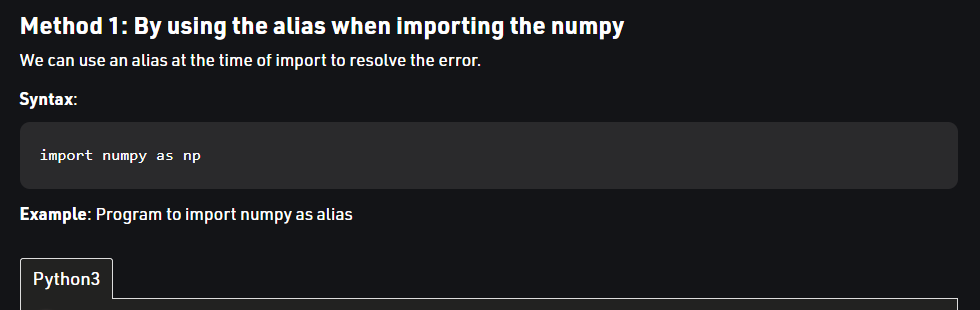 Method 1: By using the alias when importing the numpy
We can use an alias at the time of import to resolve the error.
Syntax:
import numpy as np
Example: Program to import numpy as alias
Python3